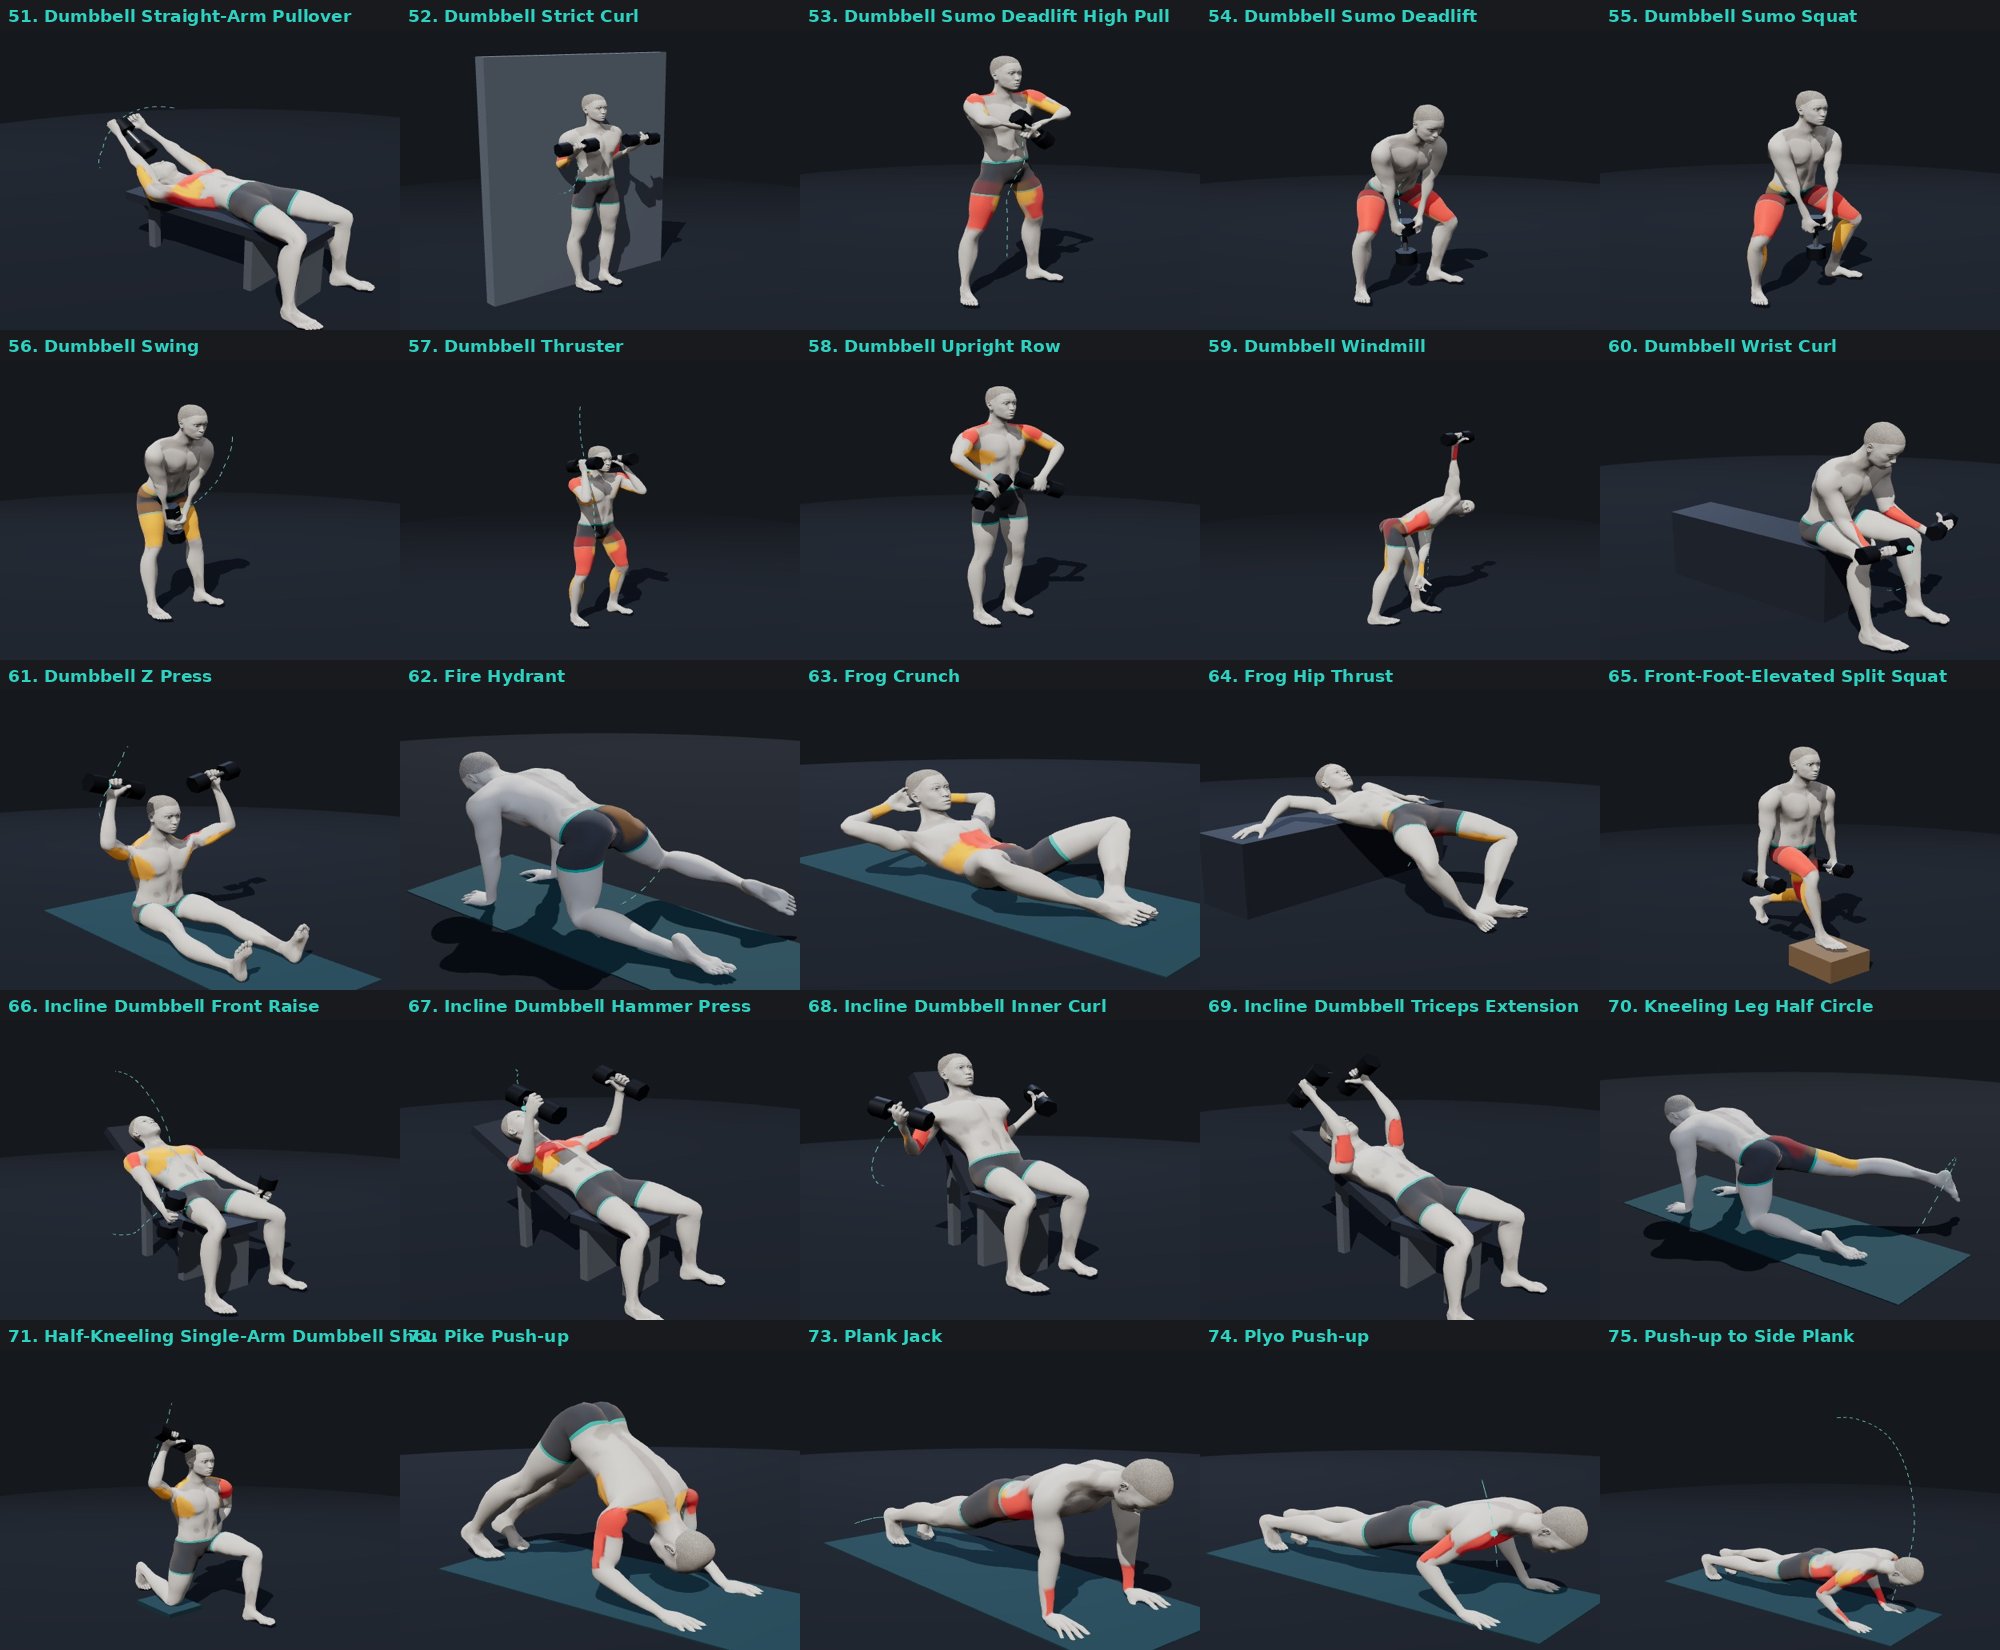 51. Dumbbell Straight-Arm Pullover
52. Dumbbell Strict Curl
53. Dumbbell Sumo Deadlift High Pull
54. Dumbbell Sumo Deadlift
55. Dumbbell Sumo Squat
56. Dumbbell Swing
57. Dumbbell Thruster
58. Dumbbell Upright Row
59. Dumbbell Windmill
60. Dumbbell Wrist Curl
61. Dumbbell Z Press
62. Fire Hydrant
63. Frog Crunch
64. Frog Hip Thrust
65. Front-Foot-Elevated Split Squat
66. Incline Dumbbell Front Raise
67. Incline Dumbbell Hammer Press
68. Incline Dumbbell Inner Curl
69. Incline Dumbbell Triceps Extension
70. Kneeling Leg Half Circle
71. Half-Kneeling Single-Arm Dumbbell
72. Pike Push-up
73. Plank Jack
74. Plyo Push-up
75. Push-up to Side Plank